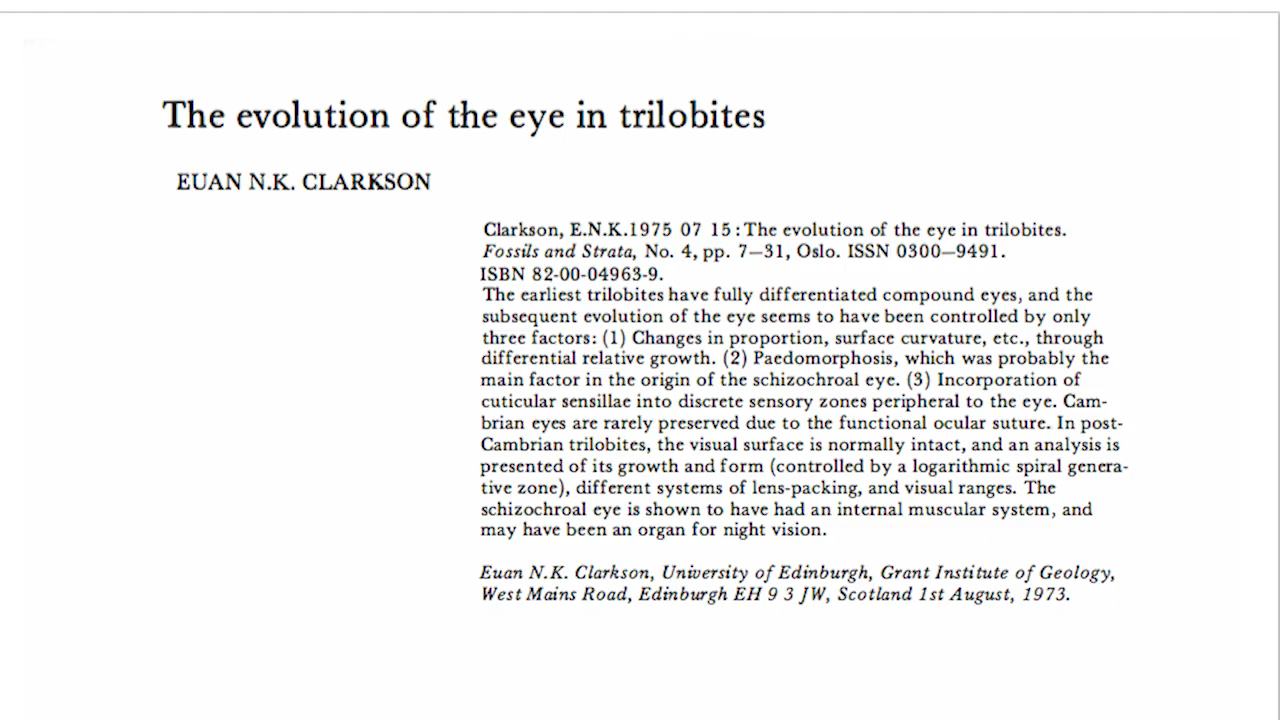 The evolution of the eye in trilobites
EUAN N.K. CLARKSON
Clarkson, E.N.K.1975 07 15:The evolution of the eye in trilobites.
Fossils and Strata, No. 4, pp. 7–31, Oslo. ISSN 0300–9491.
ISBN 82-00-04963-9.
The earliest trilobites have fully differentiated compound eyes, and the
subsequent evolution of the eye seems to have been controlled by only
three factors: (1) Changes in proportion, surface curvature, etc., through
differential relative growth. (2) Paedomorphosis, which was probably the
main factor in the origin of the schizochroal eye. (3) Incorporation of
cuticular sensillae into discrete sensory zones peripheral to the eye. Cam-
brian eyes are rarely preserved due to the functional ocular suture. In post-
Cambrian trilobites, the visual surface is normally intact, and an analysis is
presented of its growth and form (controlled by a logarithmic spiral genera-
tive zone), different systems of lens-packing, and visual ranges. The
schizochroal eye is shown to have had an internal muscular system, and
may have been an organ for night vision.
Euan N.K. Clarkson, University of Edinburgh, Grant Institute of Geology,
West Mains Road, Edinburgh EH 9 3 JW, Scotland 1st August, 1973.